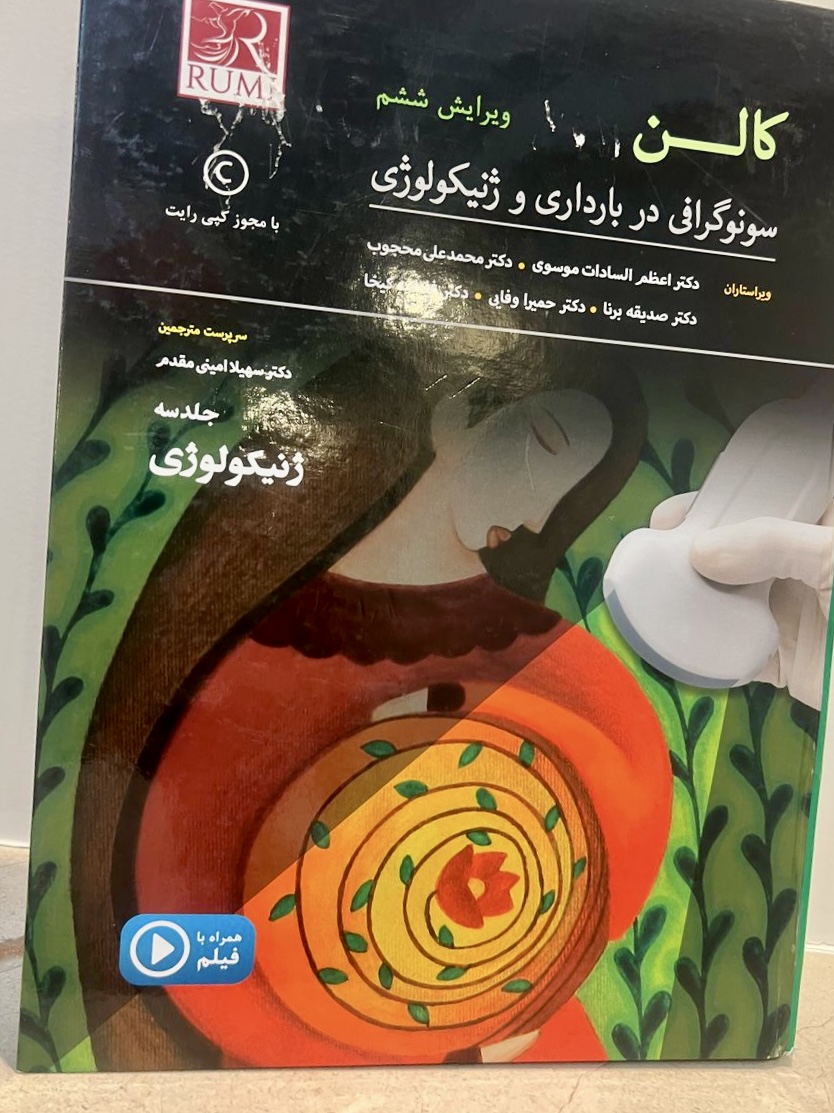 RUMI
ویرایش ششم
کالن
سونوگرافی در بارداری و ژنیکولوژی
با مجوز کپی رایت
ویراستاران
دکتر اعظم السادات موسوی • دکتر محمدعلی محجوب
دکتر صدیقه برنا • دکتر حمیرا وفایی • دکتر کیخا
سرپرست مترجمین
دکتر سهیلا امینی مقدم
جلد سه
ژنیکولوژی
همراه با
فیلم